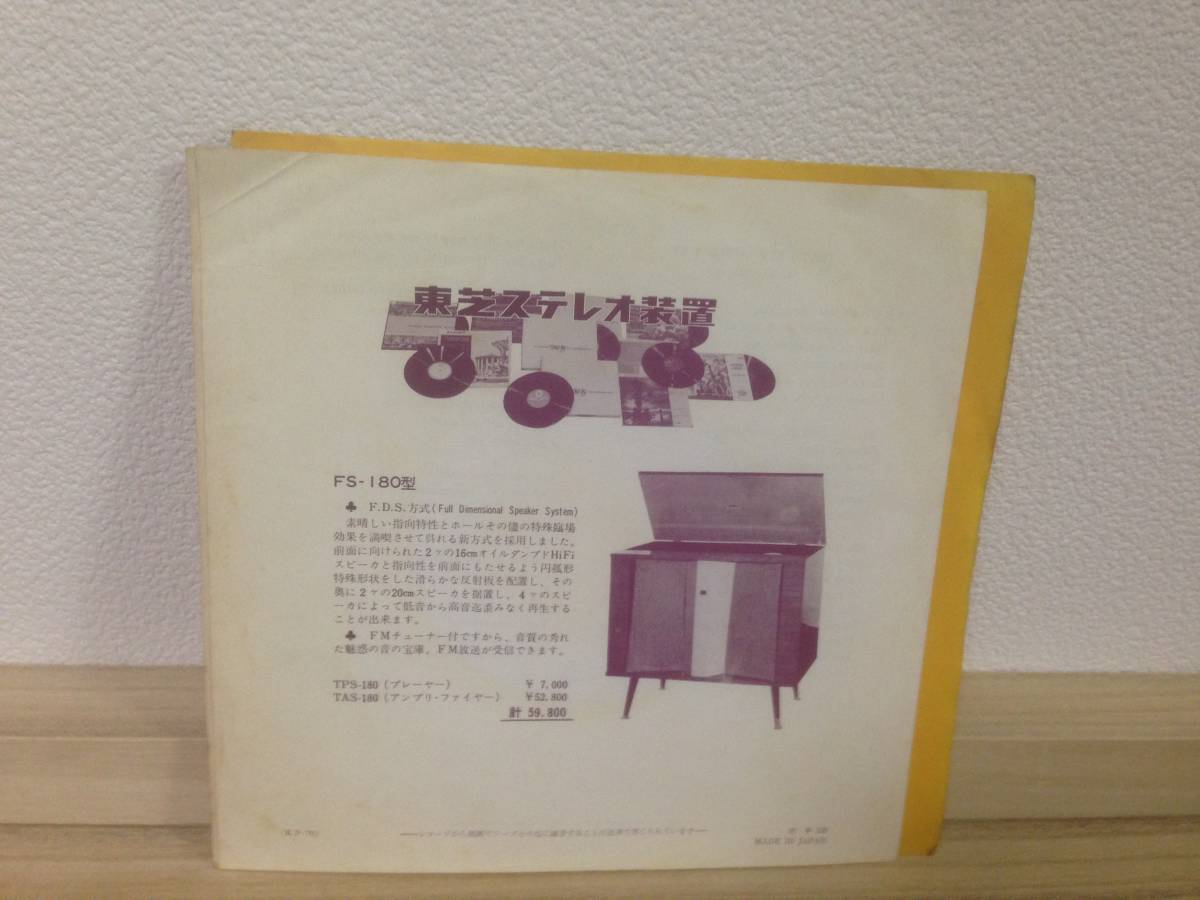 東芝ステレオ装置
FS-180型
♣ F.D.S.方式(Full Dimensional Speaker System)
素晴しい指向特性とホールその儘の特殊臨場
効果を満喫させて呉れる新方式を採用しました。
前面に向けられた2ヶの16cmオイルダンプドHiFi
スピーカと指向性を前面にもたせるよう円孤形
特殊形状をした滑らかな反射板を配置し、その
奥に2ヶの20cmスピーカを据置し、4ヶのスピ
ーカによって低音から高音迄歪みなく再生する
ことが出来ます。
♣ FMチューナー付ですから、音質の秀れ
た魅惑の音の宝庫、FM放送が受信できます。
TPS-180 (プレーヤー) ¥ 7,000
TAS-180 (アンプリ・ファイヤー) ¥52,800
計 59.800
MADE IN JAPAN